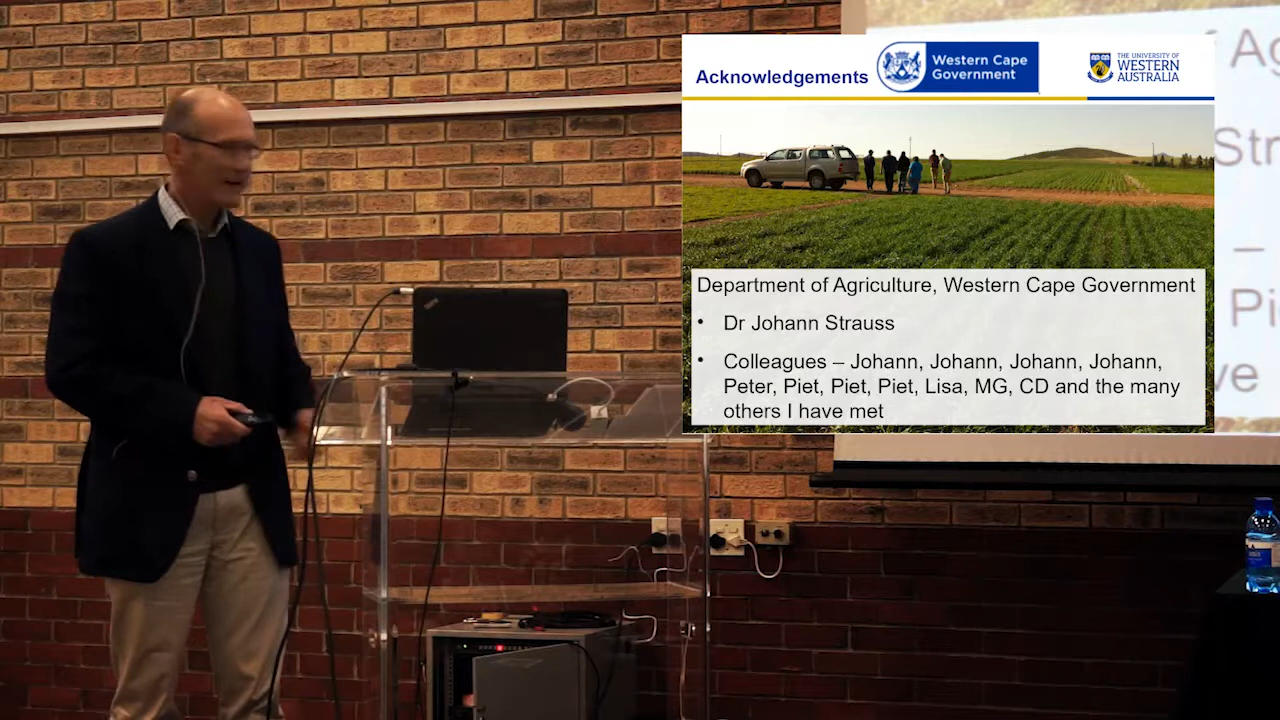 Acknowledgements
Western Cape
Government
THE UNIVERSITY OF
WESTERN
AUSTRALIA
Department of Agriculture, Western Cape Government
• Dr Johann Strauss
• Colleagues – Johann, Johann, Johann, Johann,
Peter, Piet, Piet, Piet, Lisa, MG, CD and the many
others I have met